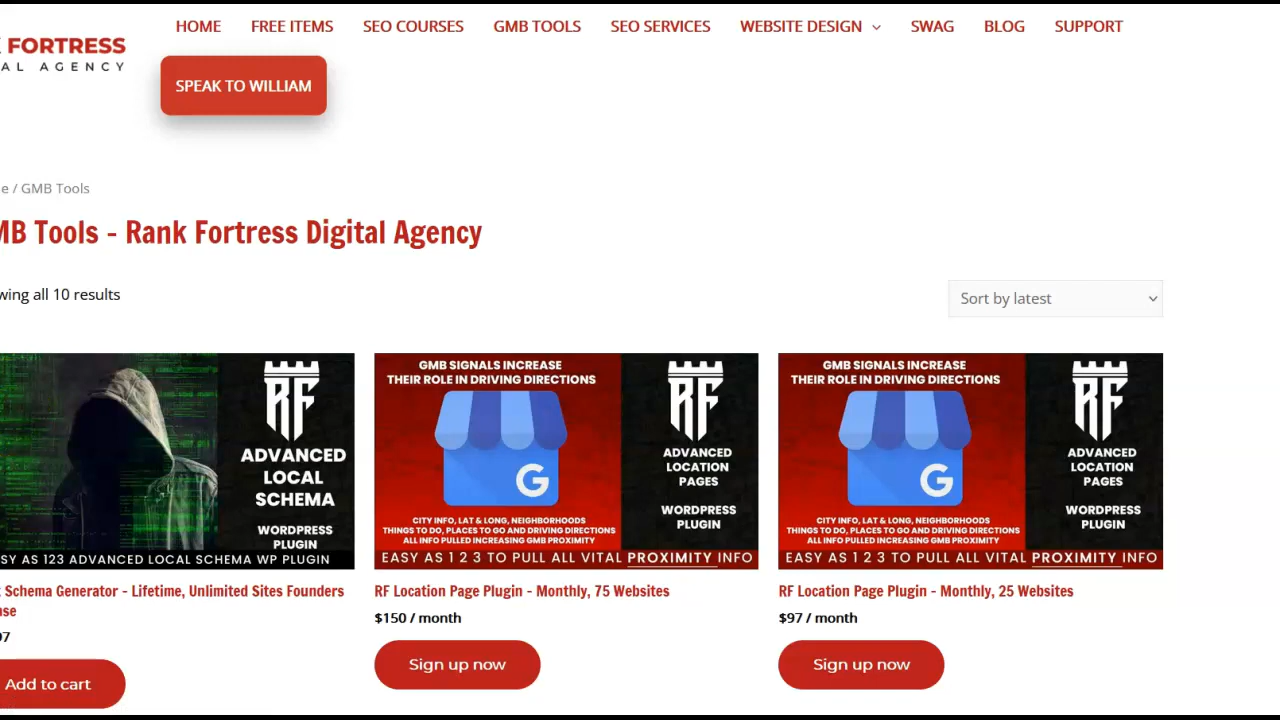 HOME FREE ITEMS SEO COURSES GMB TOOLS SEO SERVICES WEBSITE DESIGN SWAG BLOG SUPPORT
FORTRESS
AL AGENCY
SPEAK TO WILLIAM
e / GMB Tools
MB Tools - Rank Fortress Digital Agency
wing all 10 results
Sort by latest
RF
ADVANCED
LOCAL
SCHEMA
WORDPRESS
PLUGIN
SY AS 123 ADVANCED LOCAL SCHEMA WP PLUGIN
Schema Generator - Lifetime, Unlimited Sites Founders
Add to cart
GMB SIGNALS INCREASE
THEIR ROLE IN DRIVING DIRECTIONS
G
CITY INFO, LAT & LONG, NEIGHBORHOODS
THINGS TO DO, PLACES TO GO AND DRIVING DIRECTIONS
ALL INFO PULLED INCREASING GMB PROXIMITY
RF
ADVANCED
LOCATION
PAGES
WORDPRESS
PLUGIN
EASY AS 1 2 3 TO PULL ALL VITAL PROXIMITY INFO
RF Location Page Plugin - Monthly, 75 Websites
$150 / month
Sign up now
GMB SIGNALS INCREASE
THEIR ROLE IN DRIVING DIRECTIONS
G
CITY INFO, LAT & LONG, NEIGHBORHOODS
THINGS TO DO, PLACES TO GO AND DRIVING DIRECTIONS
ALL INFO PULLED INCREASING GMB PROXIMITY
RF
ADVANCED
LOCATION
PAGES
WORDPRESS
PLUGIN
EASY AS 1 2 3 TO PULL ALL VITAL PROXIMITY INFO
RF Location Page Plugin - Monthly, 25 Websites
$97 / month
Sign up now